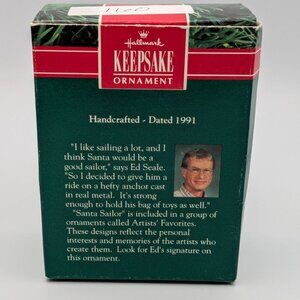 Hallmark
KEEPSAKE
ORNAMENT
Handcrafted - Dated 1991
"I like sailing a lot, and I
think Santa would be a
good sailor," says Ed Seale.
"So I decided to give him a
ride on a hefty anchor cast
in real metal. It's strong
enough to hold his bag of toys as well."
"Santa Sailor" is included in a group of
ornaments called Artists' Favorites.
These designs reflect the personal
interests and memories of the artists
who create them. Look for Ed's signature on
this ornament.